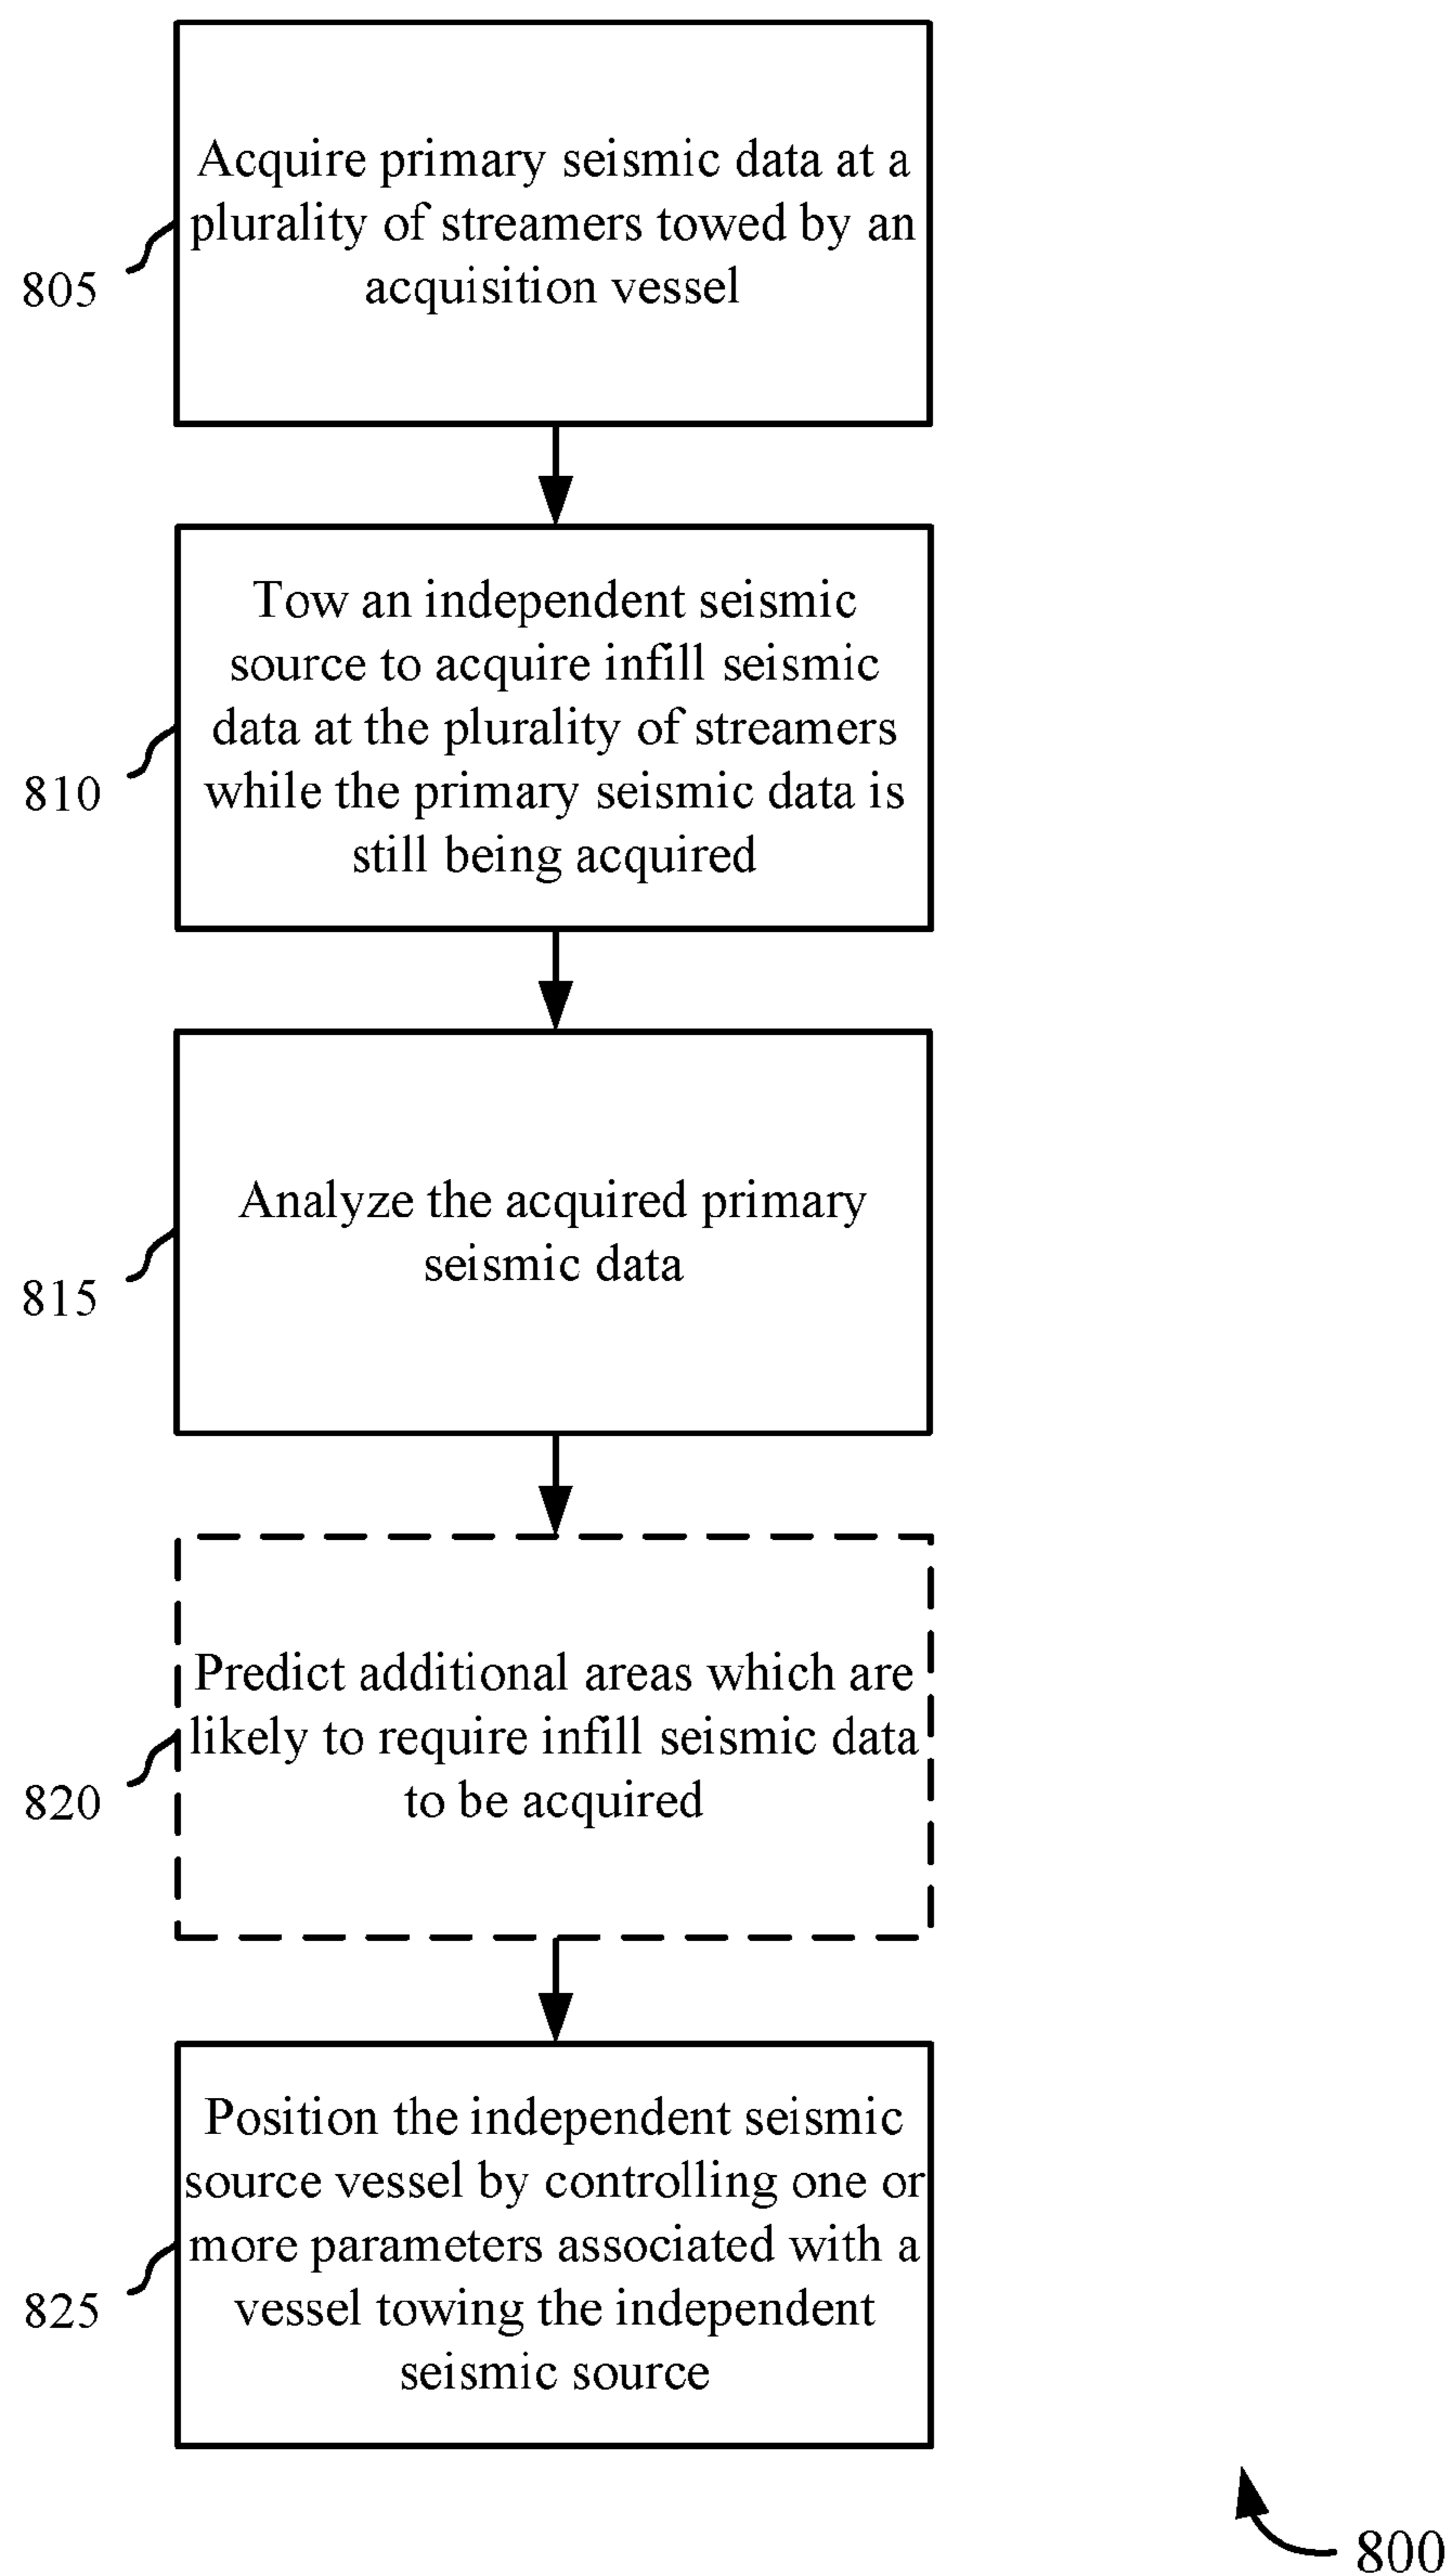 Acquire primary seismic data at a
plurality of streamers towed by an
acquisition vessel
805
Tow an independent seismic
source to acquire infill seismic
data at the plurality of streamers
while the primary seismic data is
still being acquired
810
Analyze the acquired primary
seismic data
815
Predict additional areas which are
likely to require infill seismic data
to be acquired
820
Position the independent seismic
source vessel by controlling one or
more parameters associated with a
vessel towing the independent
seismic source
825
800